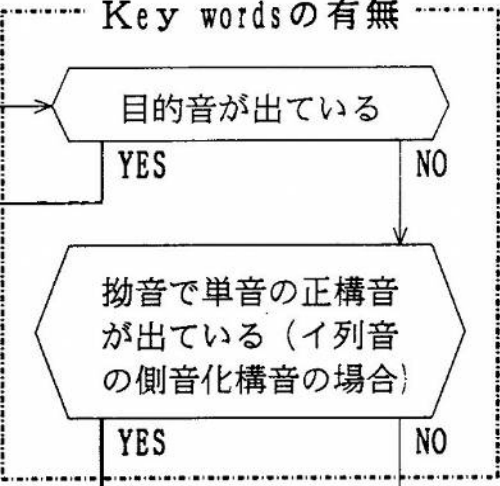 Key wordsの有無
目的音が出ている
YES
NO
拗音で単音の正構音
が出ている（イ列音
の側音化構音の場合）
YES
NO